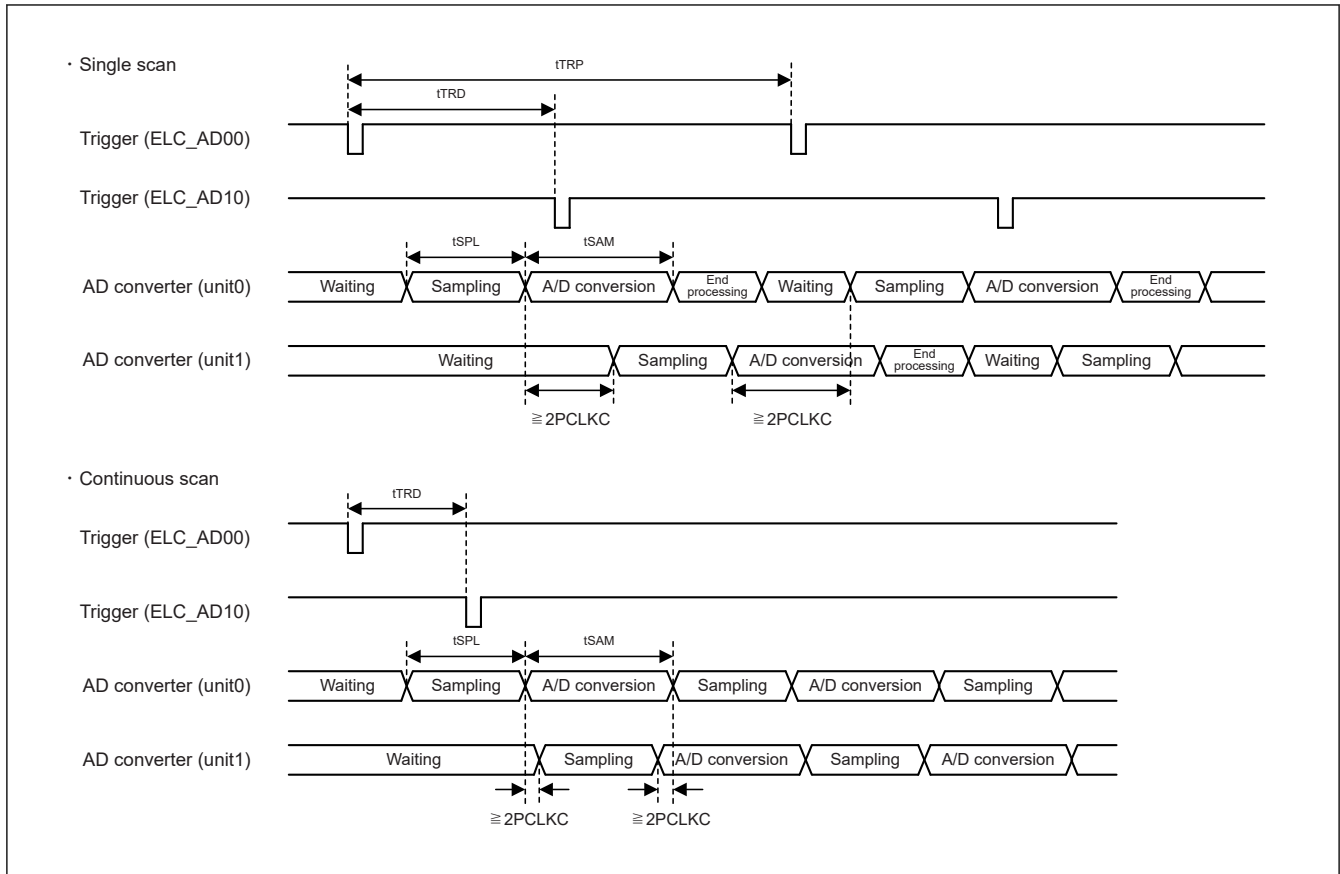 ・Single scan
tTRP
tTRD
Trigger (ELC_AD00)
Trigger (ELC_AD10)
tSPL tSAM
AD converter (unit0) Waiting Sampling A/D conversion End processing Waiting Sampling A/D conversion End processing
AD converter (unit1) Waiting Sampling A/D conversion End processing Waiting Sampling
≧2PCLKC ≧2PCLKC
・Continuous scan
tTRD
Trigger (ELC_AD00)
Trigger (ELC_AD10)
tSPL tSAM
AD converter (unit0) Waiting Sampling A/D conversion Sampling A/D conversion Sampling
AD converter (unit1) Waiting Sampling A/D conversion Sampling A/D conversion
≧2PCLKC ≧2PCLKC